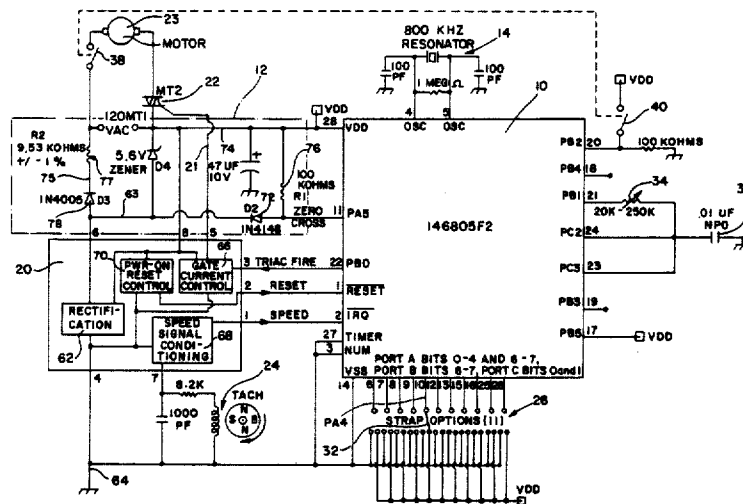 23
MOTOR
38
MT2
22
12
120MT1
VAC
R2
9,53 KOHMS
+/- 1 %
77
75
1N4005
D3
78
63
5,6V
ZENER
D4
21
47 UF
10V
74
76
100
KOHMS
R1
D2
72
1N4148
ZERO
CROSS
VDD
28
11
800 KHZ
RESONATOR
14
100
PF
100
PF
1 MEG Ω
4
5
OSC
OSC
10
VDD
PA5
146805F2
VDD
40
PB2
20
100 KOHMS
PB4
18
PB1
21
34
20K
250K
PC2
24
.01 UF
NPO
PC3
23
PB3
19
PB5
17
VDD
6
8
5
20
70
PWR-ON
RESET
CONTROL
66
GATE
CURRENT
CONTROL
3
TRIAC FIRE
22
PB0
2
RESET
1
RESET
1
SPEED
2
IRQ
RECTIFI-
CATION
62
SPEED
SIGNAL
CONDI-
TIONING
68
27
TIMER
3
NUM
VSS
14
4
7
8.2K
24
1000
PF
TACH
N
S
S
N
64
PORT A BITS 0-4 AND 6-7,
PORT B BITS 6-7, PORT C BITS 0 and 1
6
7
8
9
10
12
13
15
16
25
26
PA4
32
STRAP OPTIONS [11]
26
VDD